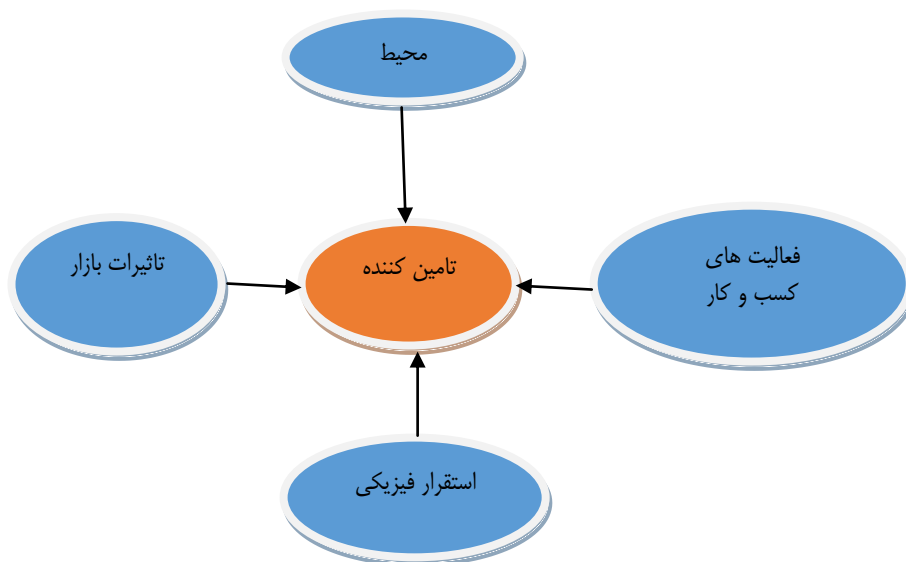 محیط
تاثیرات بازار
تامین کننده
فعالیت های
کسب و کار
استقرار فیزیکی